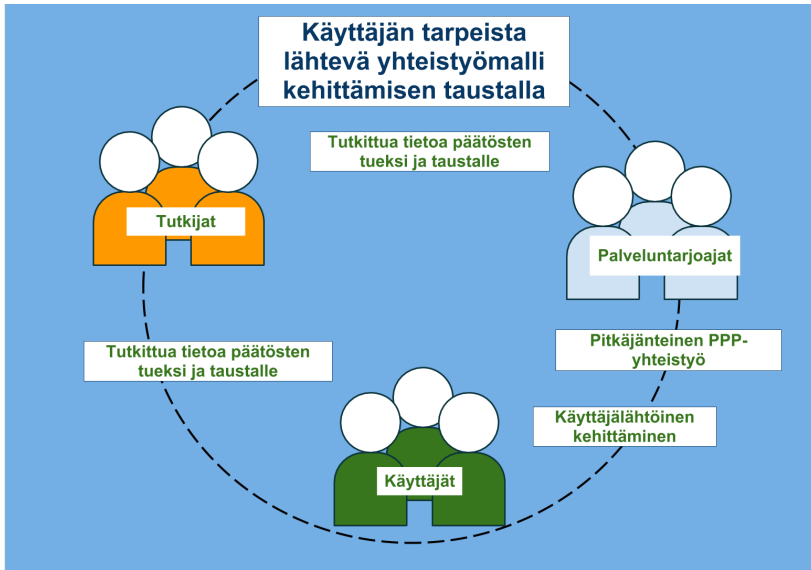 Käyttäjän tarpeista
lähtevä yhteistyömalli
kehittämisen taustalla
Tutkittua tietoa päätösten
tueksi ja taustalle
Tutkijat
Palveluntarjoajat
Pitkäjänteinen PPP-
yhteistyö
Tutkittua tietoa päätösten
tueksi ja taustalle
Käyttäjälähtöinen
kehittäminen
Käyttäjät